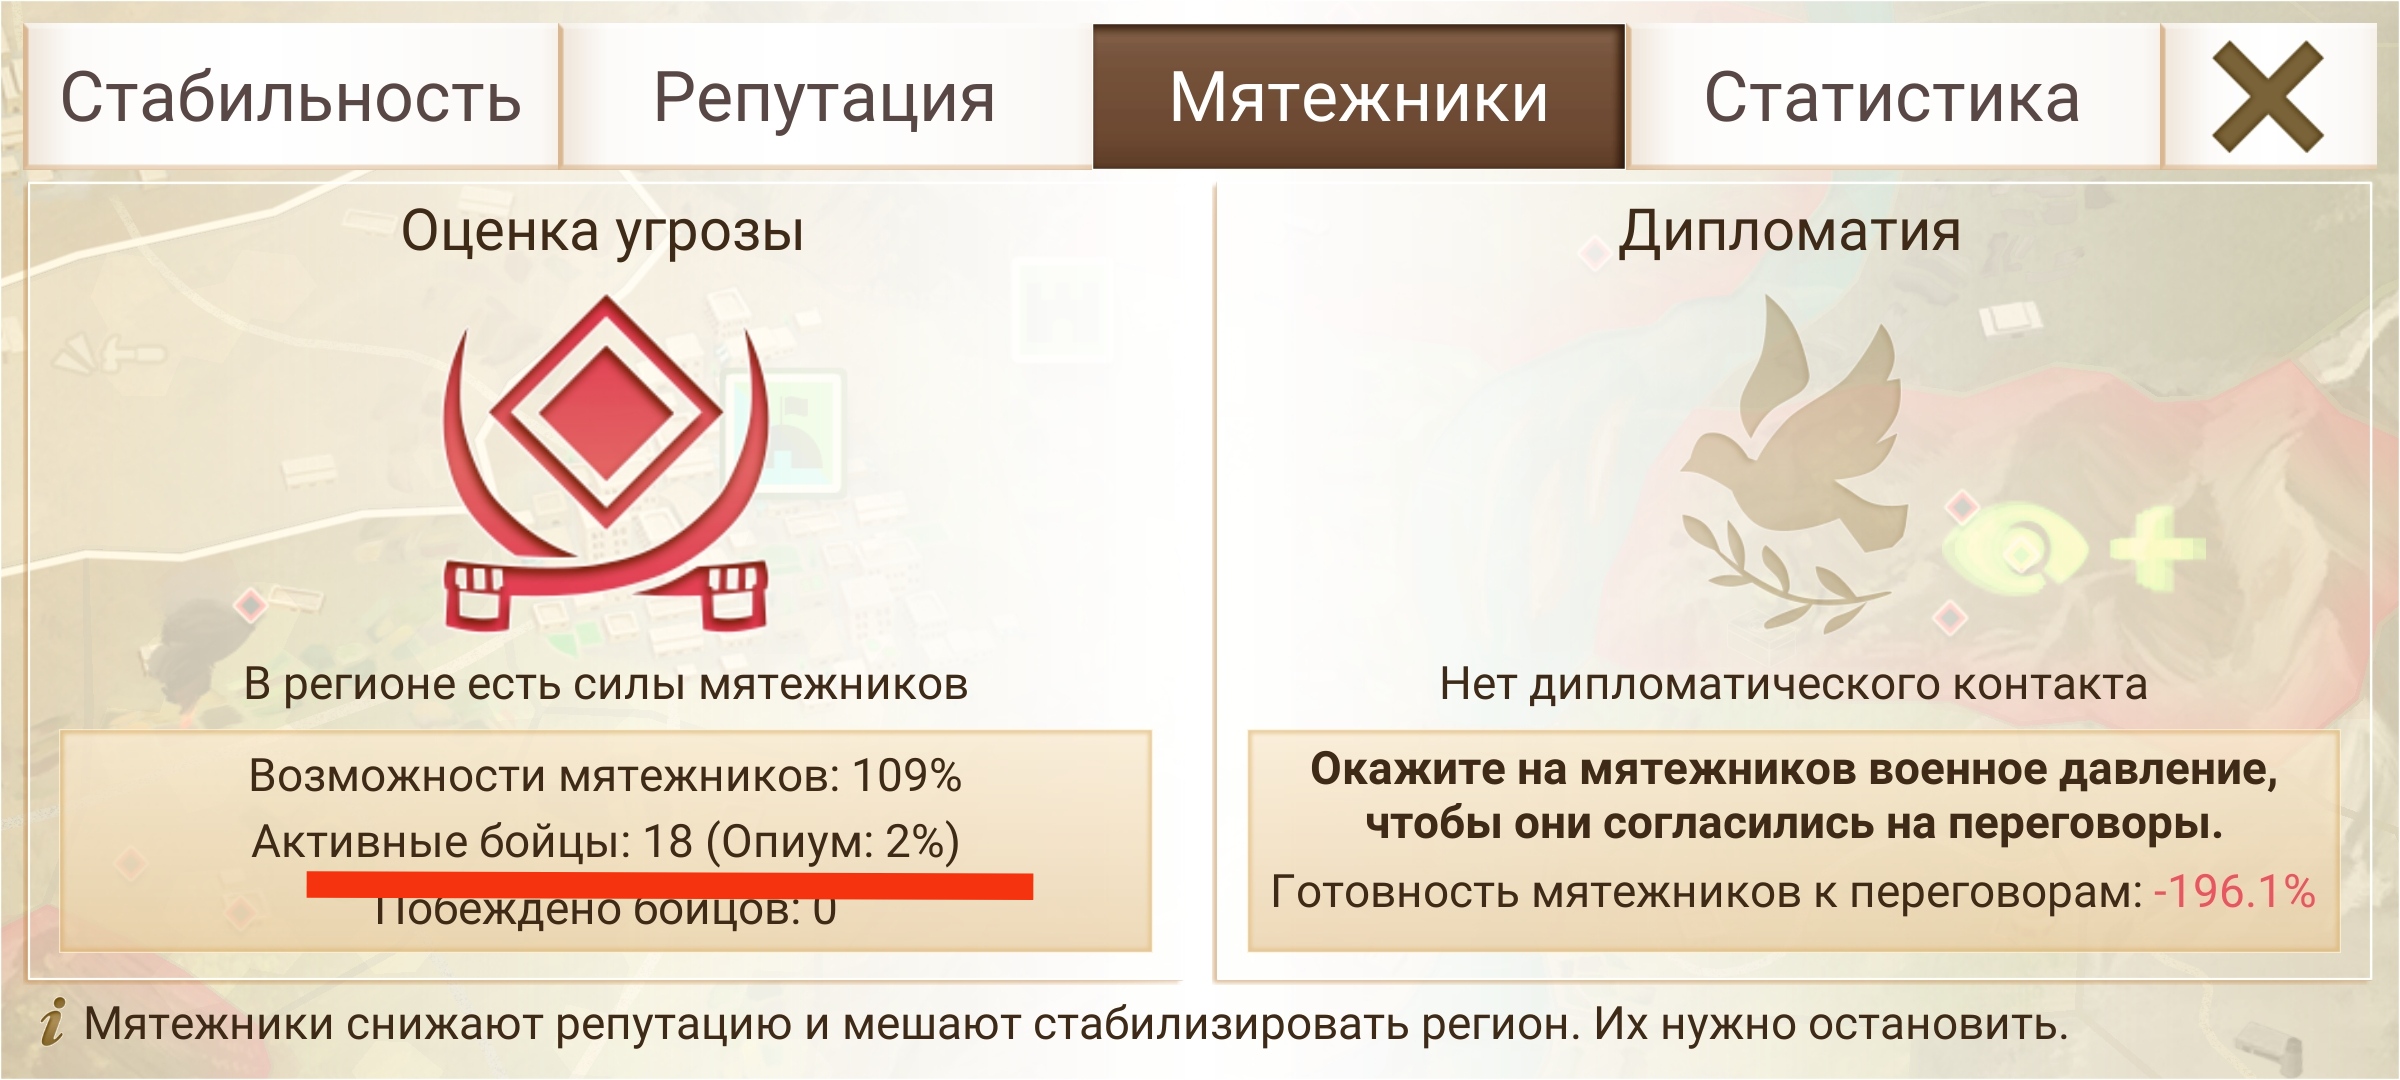 Стабильность
Репутация
Мятежники
Статистика
Оценка угрозы
В регионе есть силы мятежников
Возможности мятежников: 109%
Активные бойцы: 18 (Опиум: 2%)
Побеждено бойцов: 0
Дипломатия
Нет дипломатического контакта
Окажите на мятежников военное давление,
чтобы они согласились на переговоры.
Готовность мятежников к переговорам: -196.1%
Мятежники снижают репутацию и мешают стабилизировать регион. Их нужно остановить.